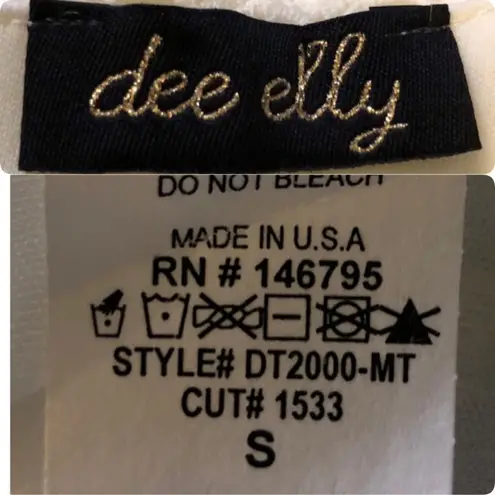 dee elly
DO NOT BLEACH
MADE IN U.S.A
RN # 146795
STYLE# DT2000-MT
CUT# 1533
S